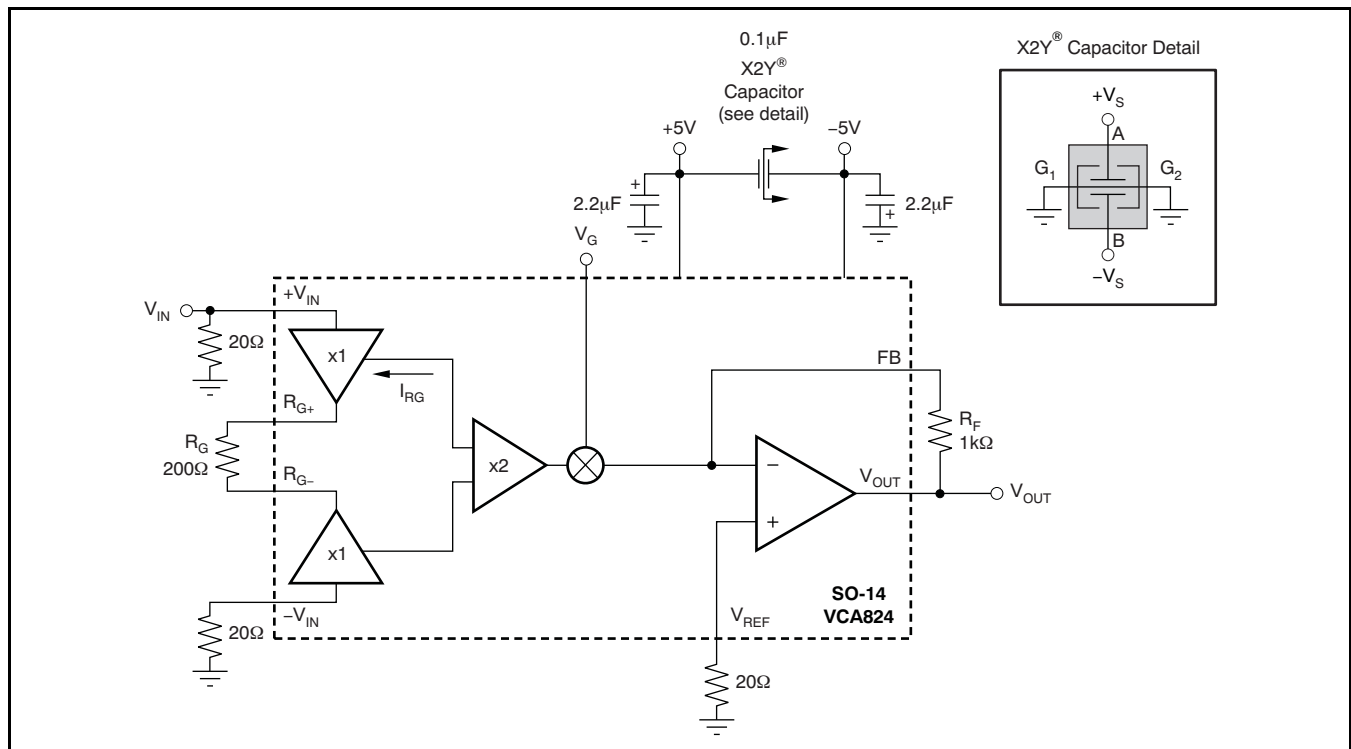 0.1µF
X2Y®
Capacitor
(see detail)
X2Y® Capacitor Detail
+VS
A
G1
G2
B
−VS
+5V
−5V
+
2.2µF
2.2µF
+
VG
+VIN
VIN
20Ω
x1
IRG
RG+
RG
200Ω
RG−
x2
x1
−VIN
20Ω
FB
RF
1kΩ
−
+
VOUT
VOUT
SO-14
VCA824
VREF
20Ω